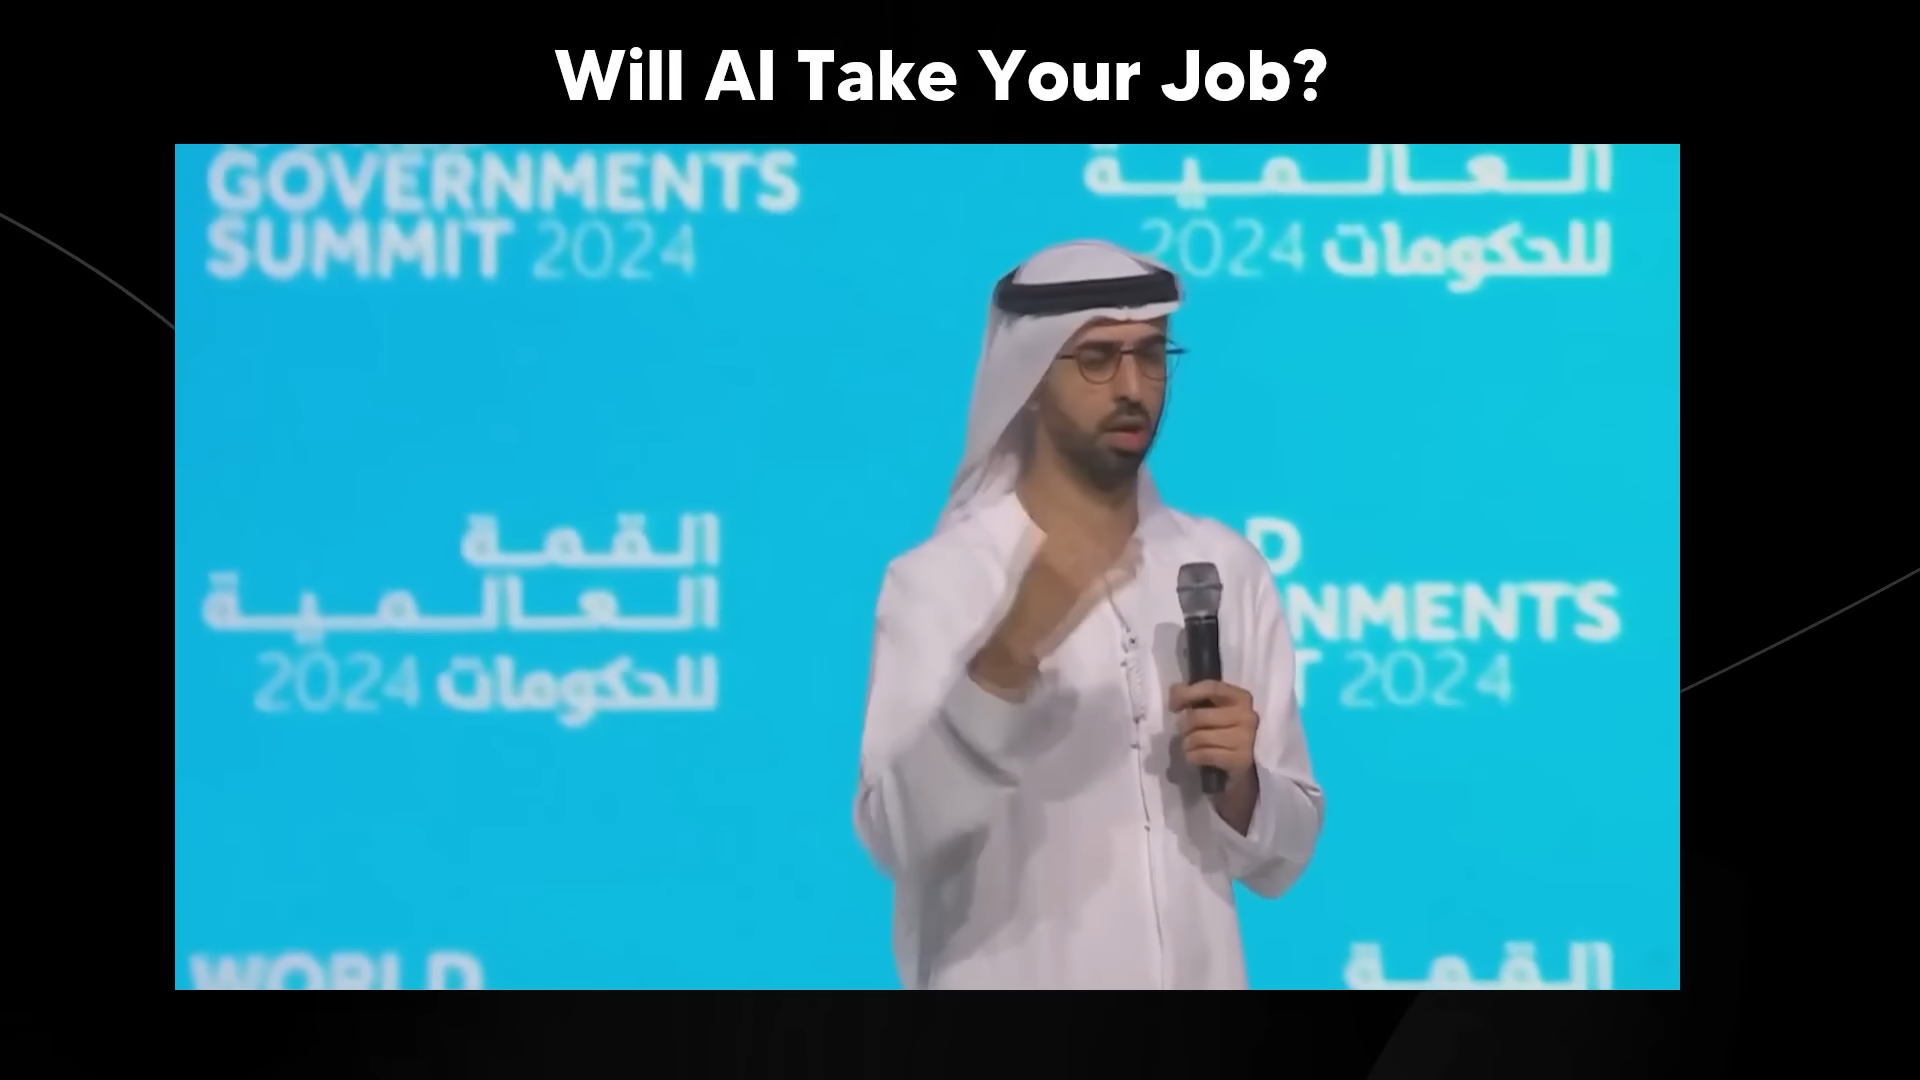 Will AI Take Your Job?
GOVERNMENTS
SUMMIT 2024
العالمية
للحكومات 2024
القمة
العالمية
للحكومات 2024
D
NMENTS
T 2024
WORLD
القمة